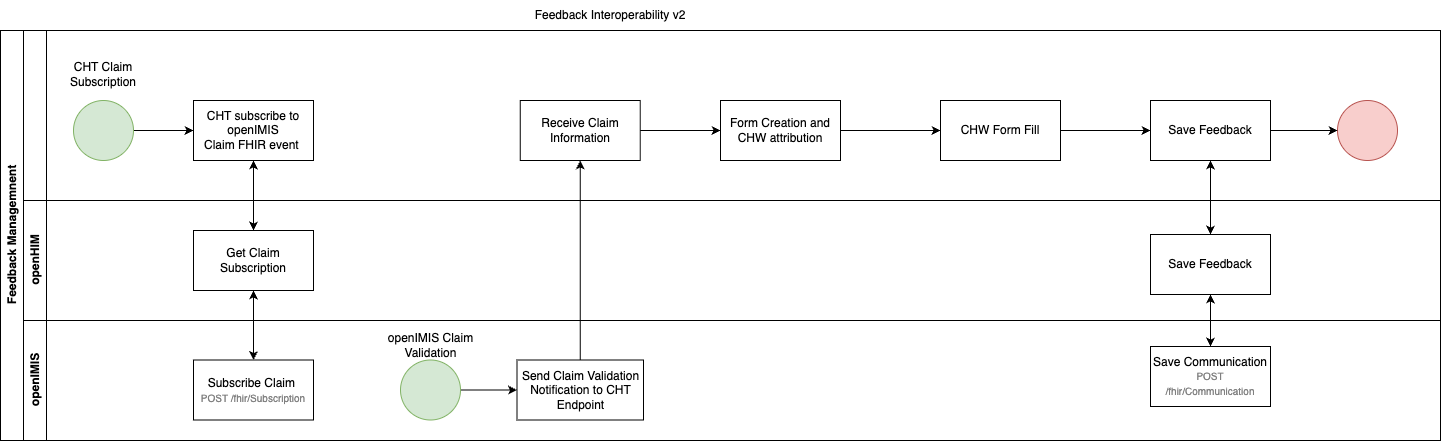 Feedback Interoperability v2
Feedback Managemnent
CHT Claim
Subscription
CHT subscribe to
openIMIS
Claim FHIR event
Receive Claim
Information
Form Creation and
CHW attribution
CHW Form Fill
Save Feedback
openHIM
Get Claim
Subscription
Save Feedback
openIMIS
Subscribe Claim
POST /fhir/Subscription
openIMIS Claim
Validation
Send Claim Validation
Notification to CHT
Endpoint
Save Communication
POST
/fhir/Communication